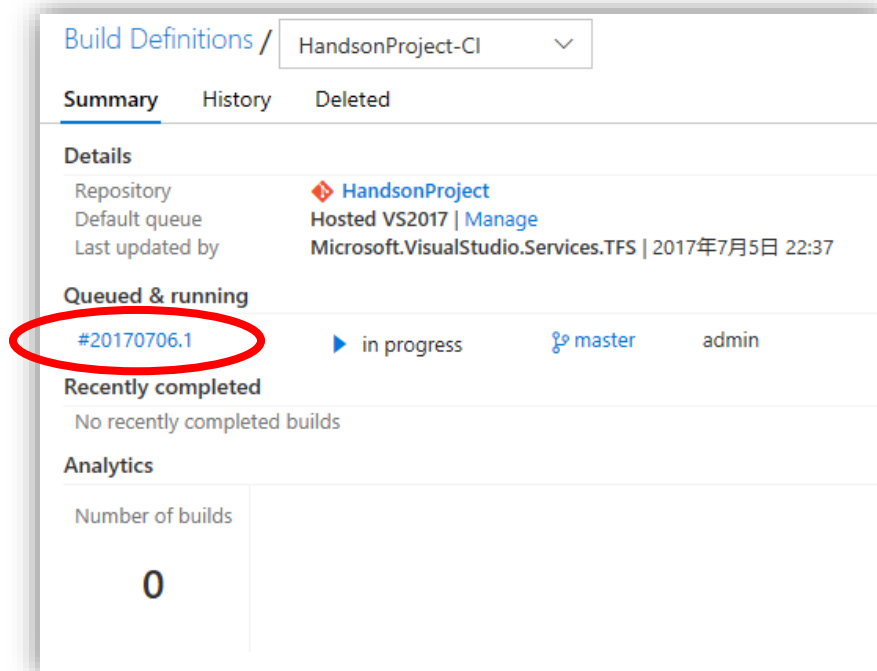 Build Definitions / HandsonProject-CI
Summary History Deleted
Details
Repository HandsonProject
Default queue Hosted VS2017 | Manage
Last updated by Microsoft.VisualStudio.Services.TFS | 2017年7月5日 22:37
Queued & running
#20170706.1 in progress master admin
Recently completed
No recently completed builds
Analytics
Number of builds
0